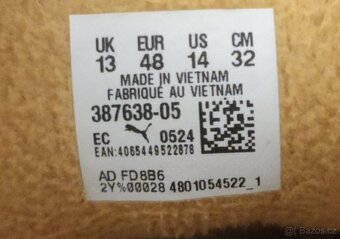 UK EUR US CM
13 48 14 32
MADE IN VIETNAM
FABRIQUÉ AU VIETNAM
387638-05
EC 0524
EAN:4065449522878
AD FD8B6
2Y%00028 4801054522_1
Bazos.cz